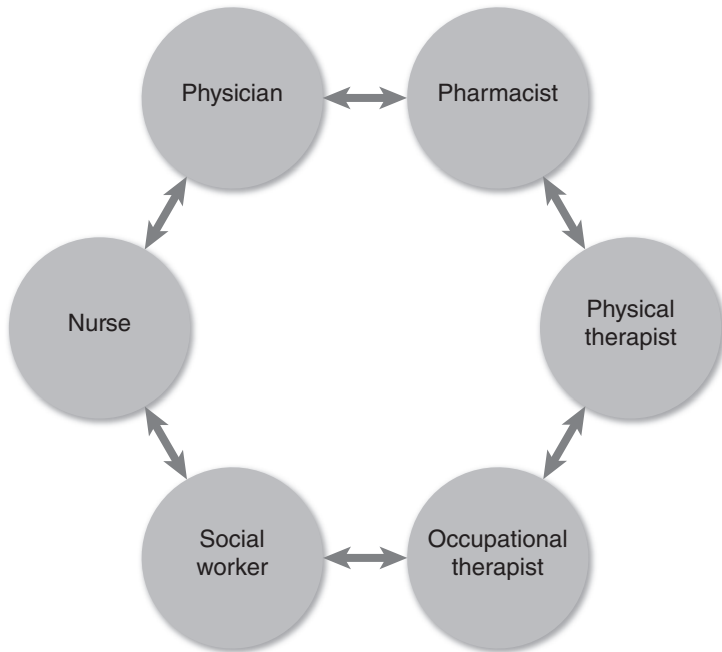 Physician
Pharmacist
Nurse
Physical
therapist
Social
worker
Occupational
therapist